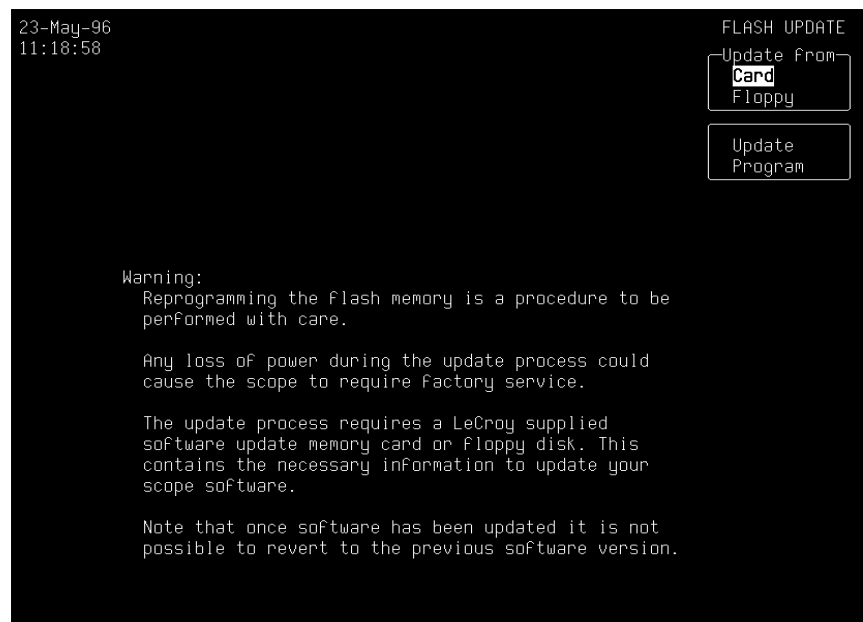 23-May-96
11:18:58
FLASH UPDATE
Update from
Card
Floppy
Update
Program
Warning:
Reprogramming the flash memory is a procedure to be
performed with care.
Any loss of power during the update process could
cause the scope to require factory service.
The update process requires a LeCroy supplied
software update memory card or floppy disk. This
contains the necessary information to update your
scope software.
Note that once software has been updated it is not
possible to revert to the previous software version.